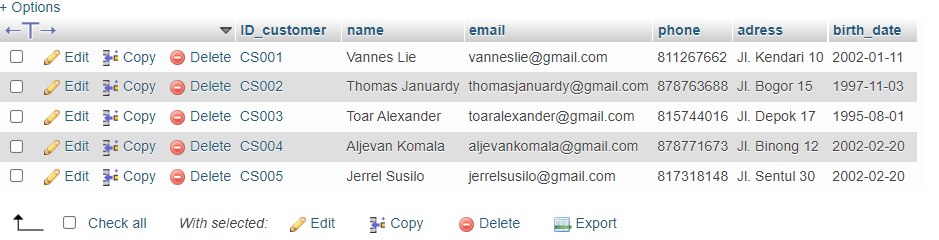 + Options
ID_customer name email phone adress birth_date
Edit Copy Delete CS001 Vannes Lie vanneslie@gmail.com 811267662 Jl. Kendari 10 2002-01-11
Edit Copy Delete CS002 Thomas Januardy thomasjanuardy@gmail.com 878763688 Jl. Bogor 15 1997-11-03
Edit Copy Delete CS003 Toar Alexander toaralexander@gmail.com 815744016 Jl. Depok 17 1995-08-01
Edit Copy Delete CS004 Aljevan Komala aljevankomala@gmail.com 878771673 Jl. Binong 12 2002-02-20
Edit Copy Delete CS005 Jerrel Susilo jerrelsusilo@gmail.com 817318148 Jl. Sentul 30 2002-02-20
Check all With selected: Edit Copy Delete Export